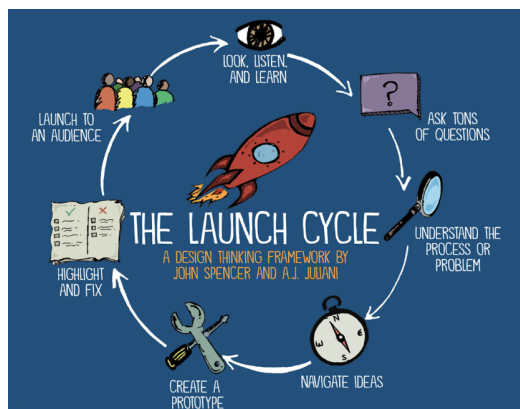 LOOK, LISTEN,
AND LEARN
?
ASK TONS
OF QUESTIONS
UNDERSTAND THE
PROCESS OR
PROBLEM
N
E
S
W
NAVIGATE IDEAS
CREATE A
PROTOTYPE
HIGHLIGHT
AND FIX
LAUNCH TO
AN AUDIENCE
THE LAUNCH CYCLE
A DESIGN THINKING FRAMEWORK BY
JOHN SPENCER AND A.J. JULIANI